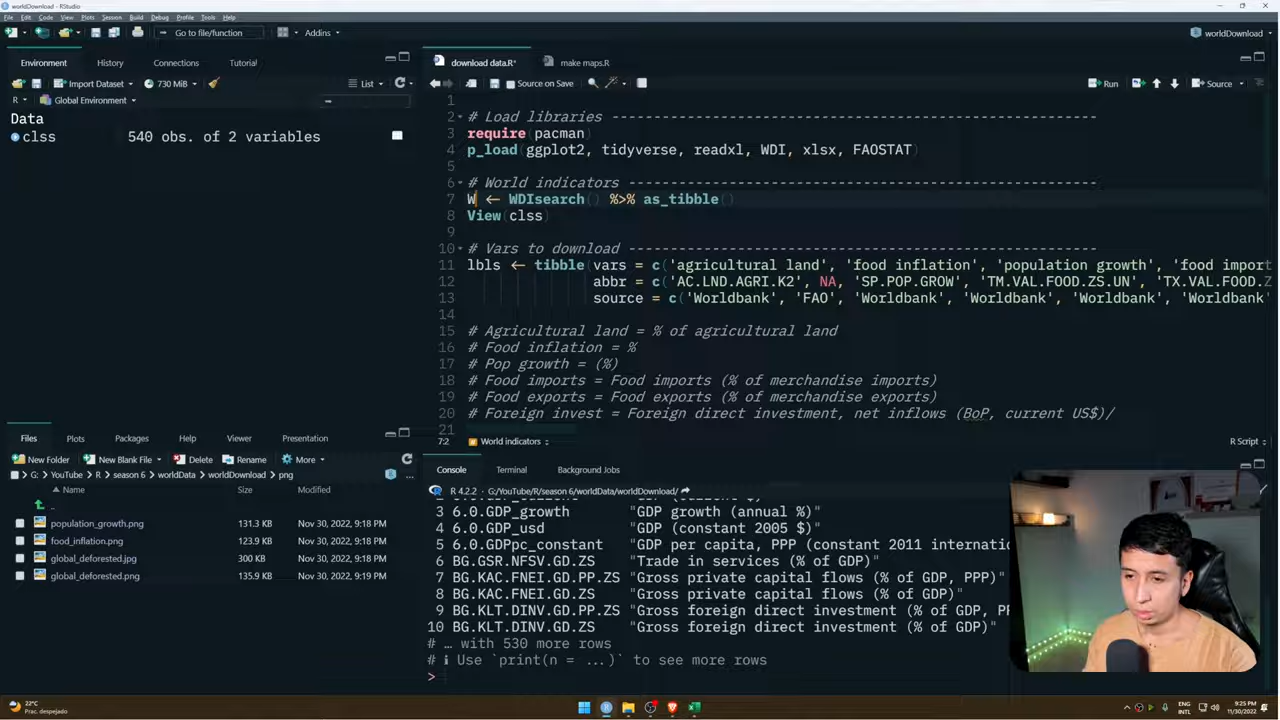 worldDownload - RStudio
File Edit Code View Plots Session Build Debug Profile Tools Help
Go to file/function Addins worldDownload
Environment History Connections Tutorial
Import Dataset 730 MiB List
R Global Environment
Data
clss 540 obs. of 2 variables
download data.R* make maps.R
Source on Save Run Source
1
2 # Load libraries ---------------------------------------------------------
3 require(pacman)
4 p_load(ggplot2, tidyverse, readxl, WDI, xlsx, FAOSTAT)
5
6 # World indicators --------------------------------------------------------
7 W <- WDIsearch() %>% as_tibble()
8 View(clss)
9
10 # Vars to download --------------------------------------------------------
11 lbls <- tibble(vars = c('agricultural land', 'food inflation', 'population growth', 'food import
12 abbr = c('AC.LND.AGRI.K2', NA, 'SP.POP.GROW', 'TM.VAL.FOOD.ZS.UN', 'TX.VAL.FOOD.Z
13 source = c('Worldbank', 'FAO', 'Worldbank', 'Worldbank', 'Worldbank', 'Worldbank'
14
15 # Agricultural land = % of agricultural land
16 # Food inflation = %
17 # Pop growth = (%)
18 # Food imports = Food imports (% of merchandise imports)
19 # Food exports = Food exports (% of merchandise exports)
20 # Foreign invest = Foreign direct investment, net inflows (BoP, current US$)/
21
7:2 World indicators R Script
Files Plots Packages Help Viewer Presentation
New Folder New Blank File Delete Rename More
G: YouTube R season 6 worldData worldDownload png
Name Size Modified
..
population_growth.png 131.3 KB Nov 30, 2022, 9:18 PM
food_inflation.png 123.9 KB Nov 30, 2022, 9:18 PM
global_deforested.jpg 300 KB Nov 30, 2022, 9:18 PM
global_deforested.png 135.9 KB Nov 30, 2022, 9:19 PM
Console Terminal Background Jobs
R 4.2.2 · G:/YouTube/R/season 6/worldData/worldDownload/
3 6.0.GDP_growth "GDP growth (annual %)"
4 6.0.GDP_usd "GDP (constant 2005 $)
5 6.0.GDPpc_constant "GDP per capita, PPP (constant 2011 internatio
6 BG.GSR.NFSV.GD.ZS "Trade in services (% of GDP)"
7 BG.KAC.FNEI.GD.PP.ZS "Gross private capital flows (% of GDP, PPP)"
8 BG.KAC.FNEI.GD.ZS "Gross private capital flows (% of GDP)"
9 BG.KLT.DINV.GD.PP.ZS "Gross foreign direct investment (% of GDP, P
10 BG.KLT.DINV.GD.ZS "Gross foreign direct investment (% of GDP)"
# … with 530 more rows
# ℹ Use `print(n = ...)` to see more rows
>
22°C
Prac. despejado
ENG
INTL
9:25 PM
11/30/2022